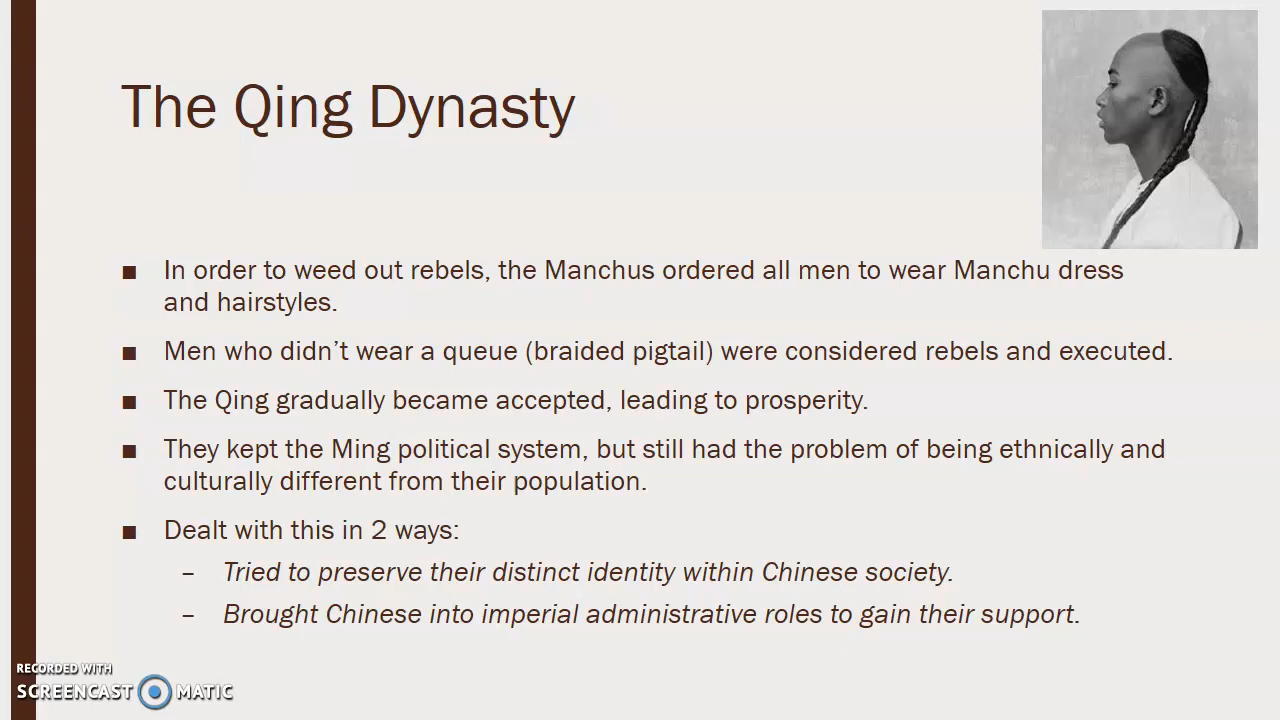 The Qing Dynasty
■ In order to weed out rebels, the Manchus ordered all men to wear Manchu dress
and hairstyles.
■ Men who didn’t wear a queue (braided pigtail) were considered rebels and executed.
■ The Qing gradually became accepted, leading to prosperity.
■ They kept the Ming political system, but still had the problem of being ethnically and
culturally different from their population.
■ Dealt with this in 2 ways:
– Tried to preserve their distinct identity within Chinese society.
– Brought Chinese into imperial administrative roles to gain their support.
RECORDED WITH
SCREENCAST MATIC